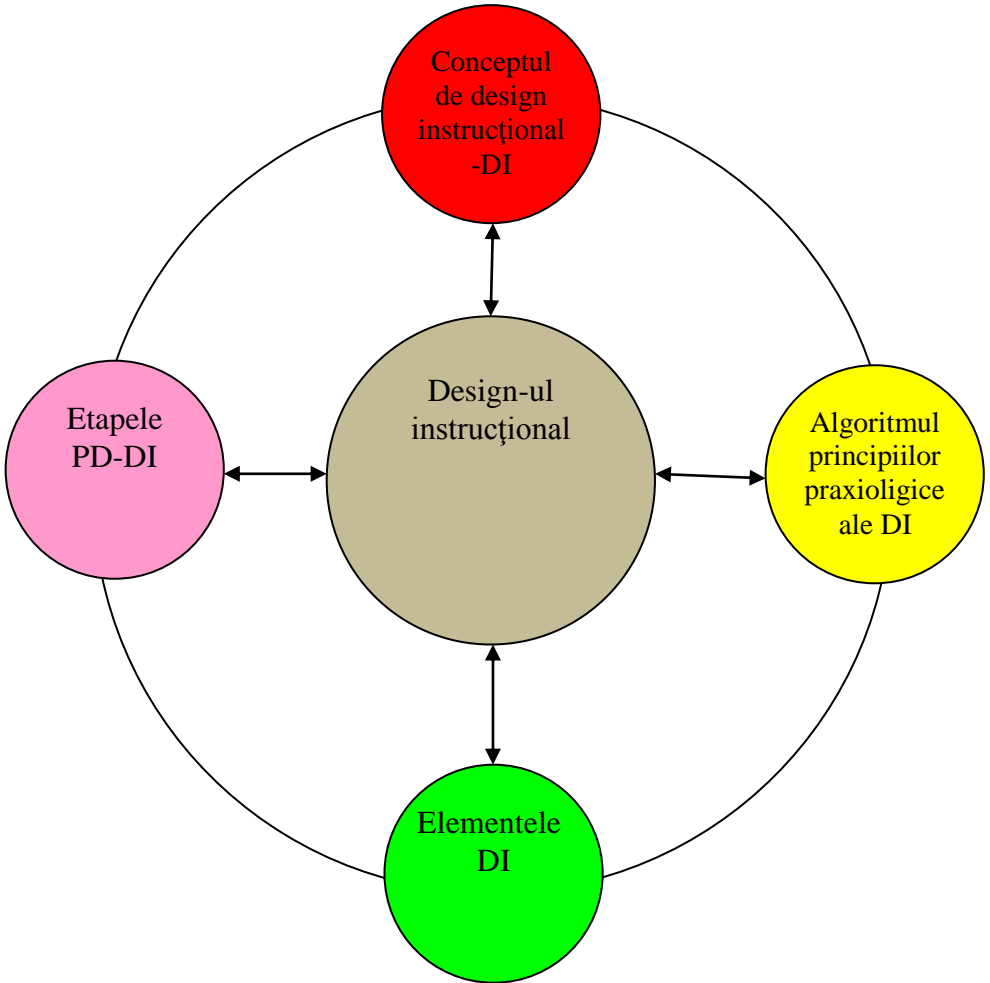 Conceptul
de design
instrucţional
-DI
Etapele
PD-DI
Design-ul
instrucţional
Algoritmul
principiilor
praxioligice
ale DI
Elementele
DI